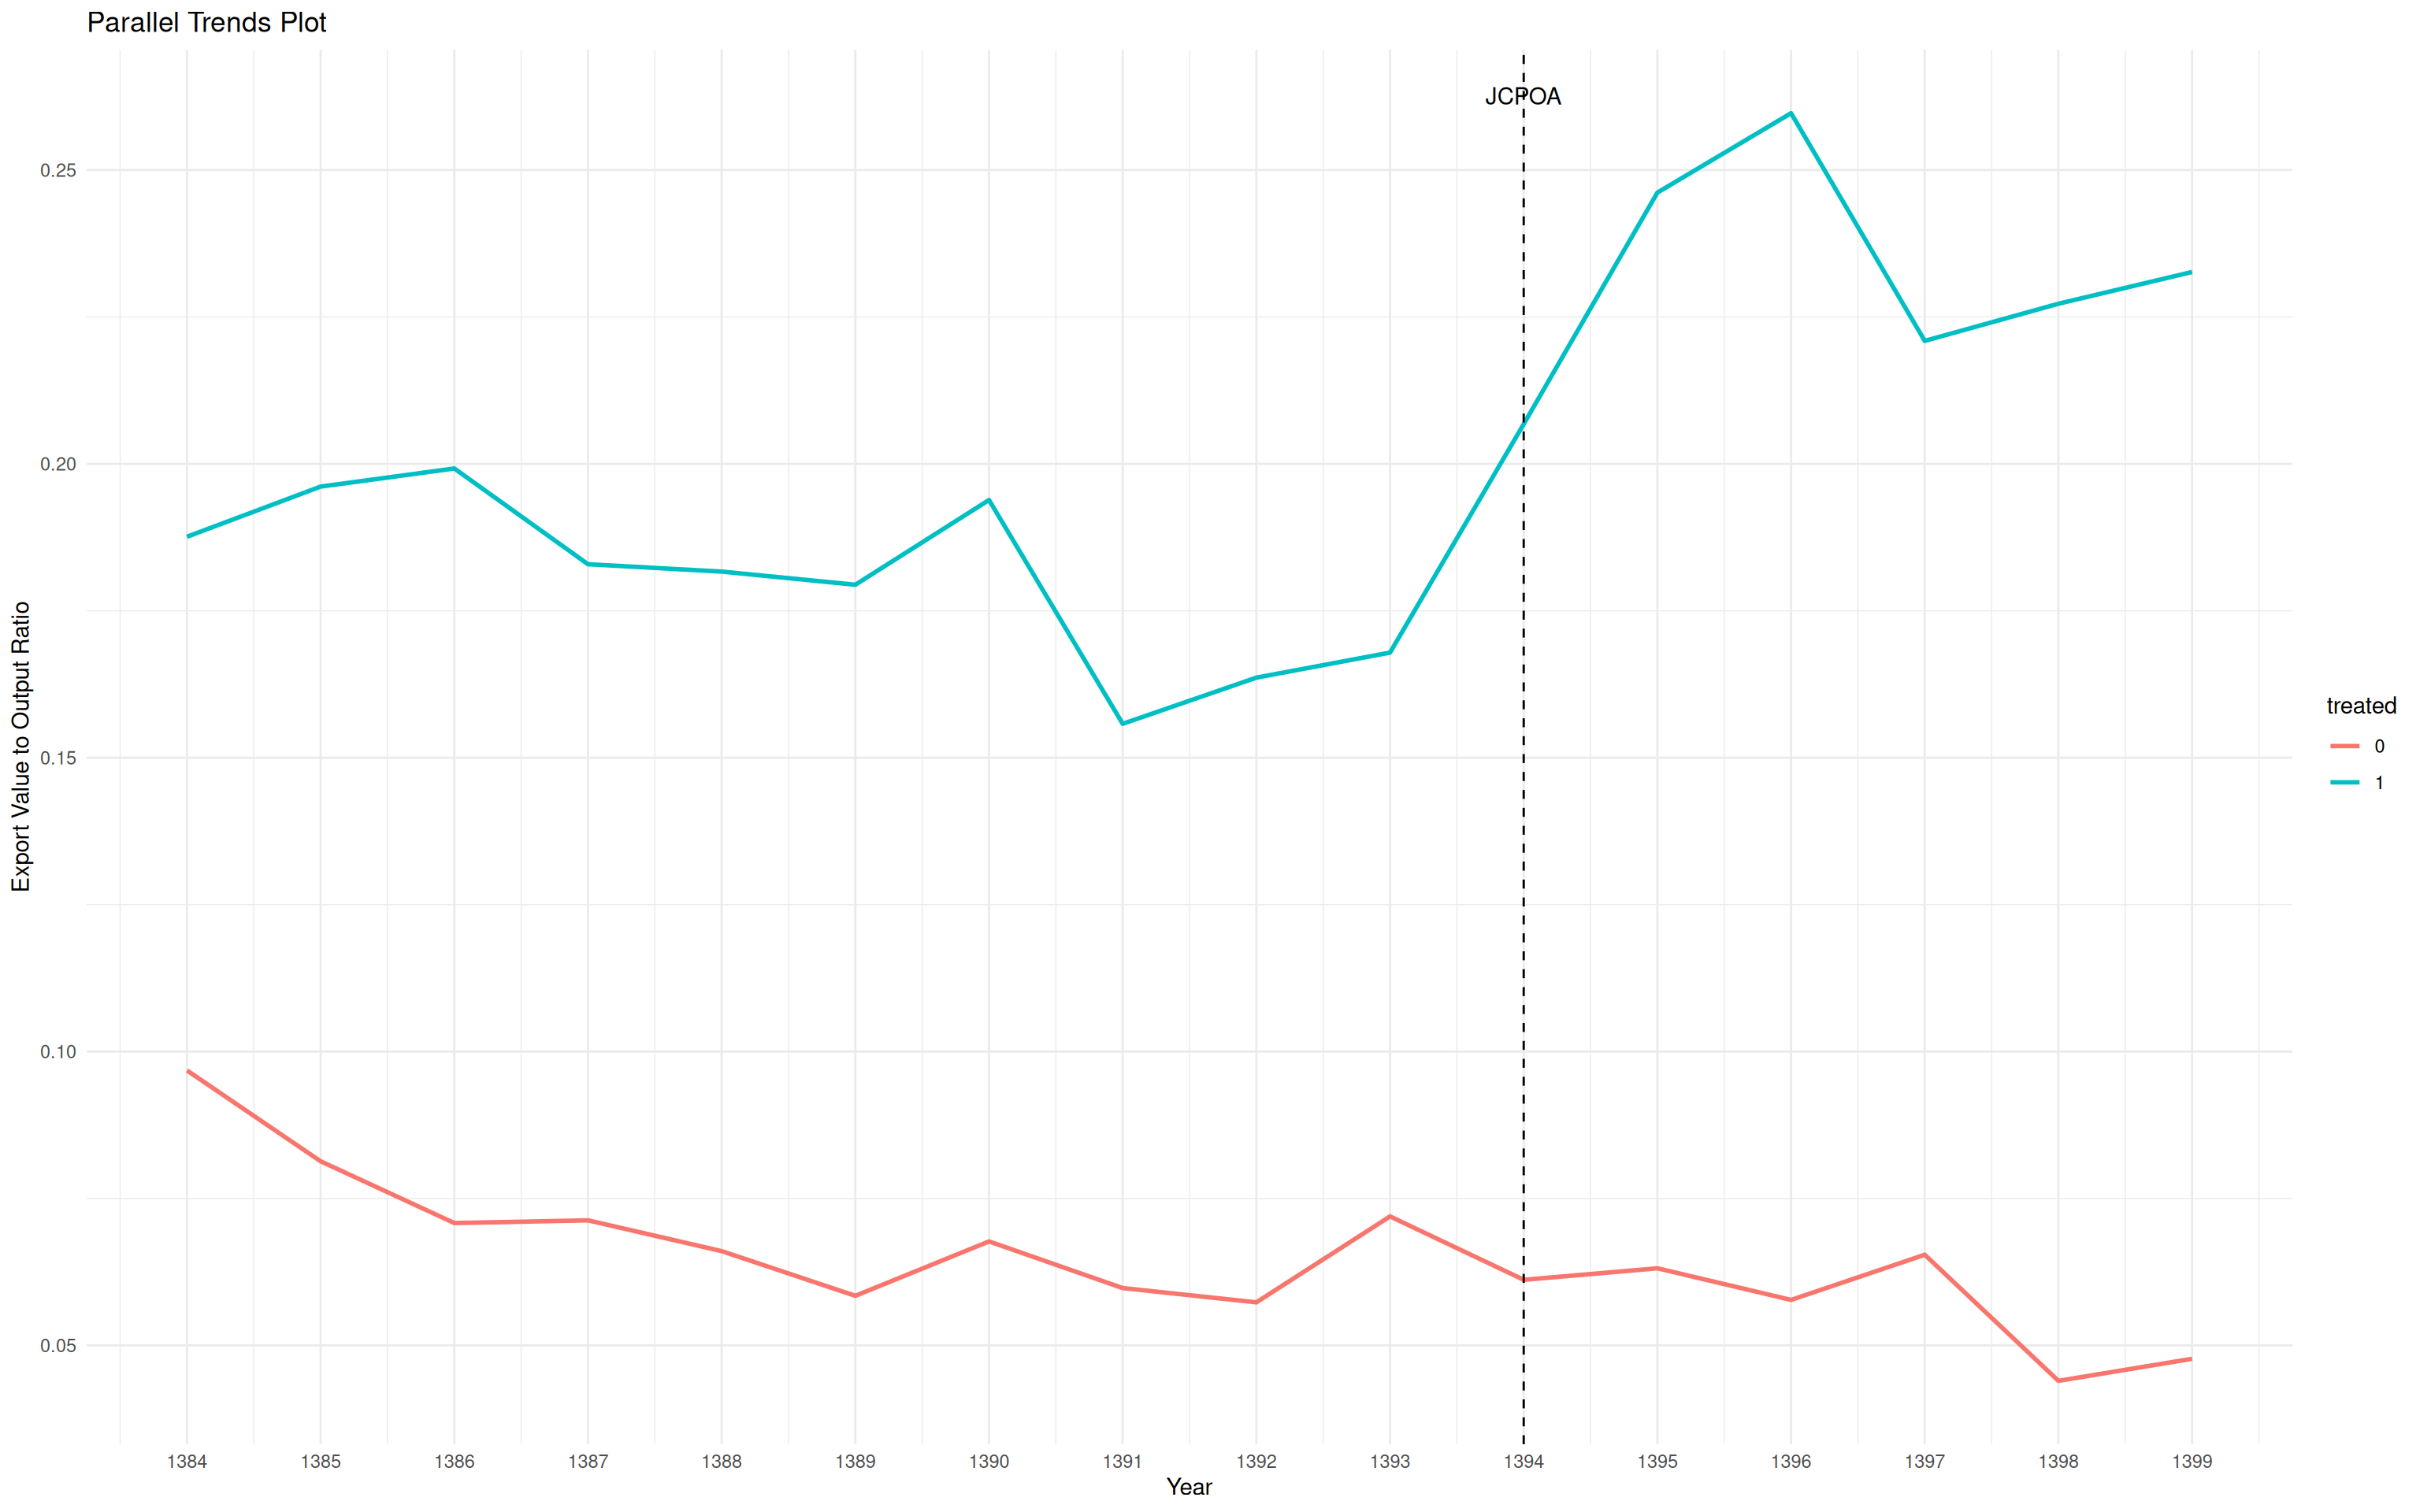 Parallel Trends Plot
JCPOA
0.25
0.20
0.15
0.10
0.05
Export Value to Output Ratio
1384 1385 1386 1387 1388 1389 1390 1391 1392 1393 1394 1395 1396 1397 1398 1399
Year
treated
0
1